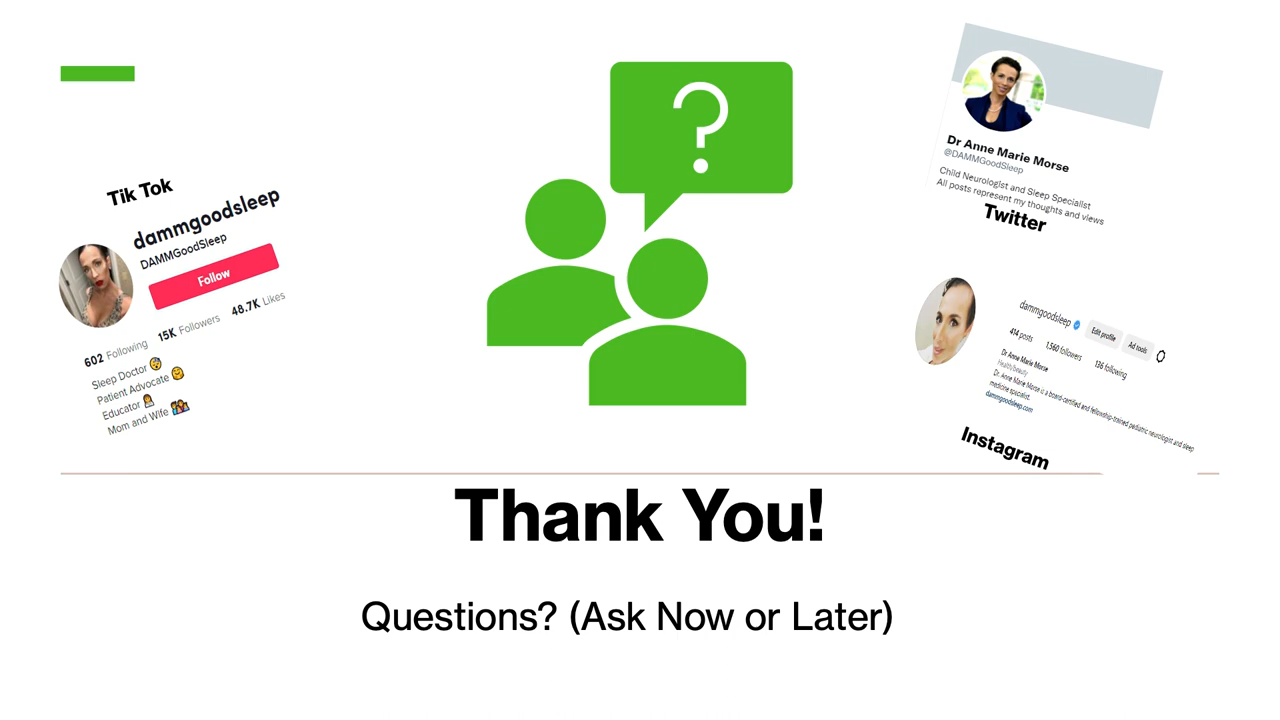 Tik Tok
dammgoodsleep
DAMMGoodSleep
Follow
602 Following 15K Followers 48.7K Likes
Sleep Doctor 😴
Patient Advocate 🤗
Educator 👩‍⚕️
Mom and Wife 👨‍👩‍👧‍👦
?
Dr Anne Marie Morse
@DAMMGoodSleep
Child Neurologist and Sleep Specialist
All posts represent my thoughts and views
Twitter
dammgoodsleep Edit profile Ad tools
414 posts 1,560 followers 136 following
Dr Anne Marie Morse
Health/beauty
Dr. Anne Marie Morse is a board-certified and fellowship-trained pediatric neurologist and sleep
medicine specialist.
dammgoodsleep.com
Instagram
Thank You!
Questions? (Ask Now or Later)